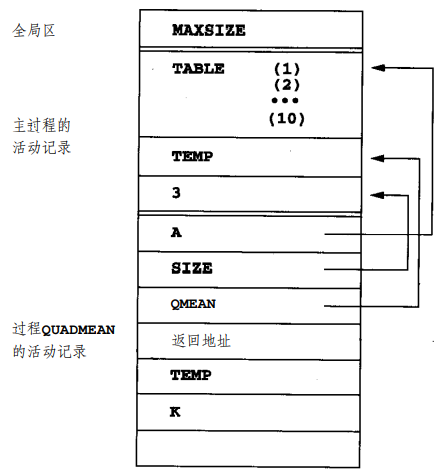 全局区
MAXSIZE
TABLE (1)
(2)
•••
(10)
主过程的
活动记录
TEMP
3
A
SIZE
QMEAN
过程QUADMEAN
的活动记录
返回地址
TEMP
K